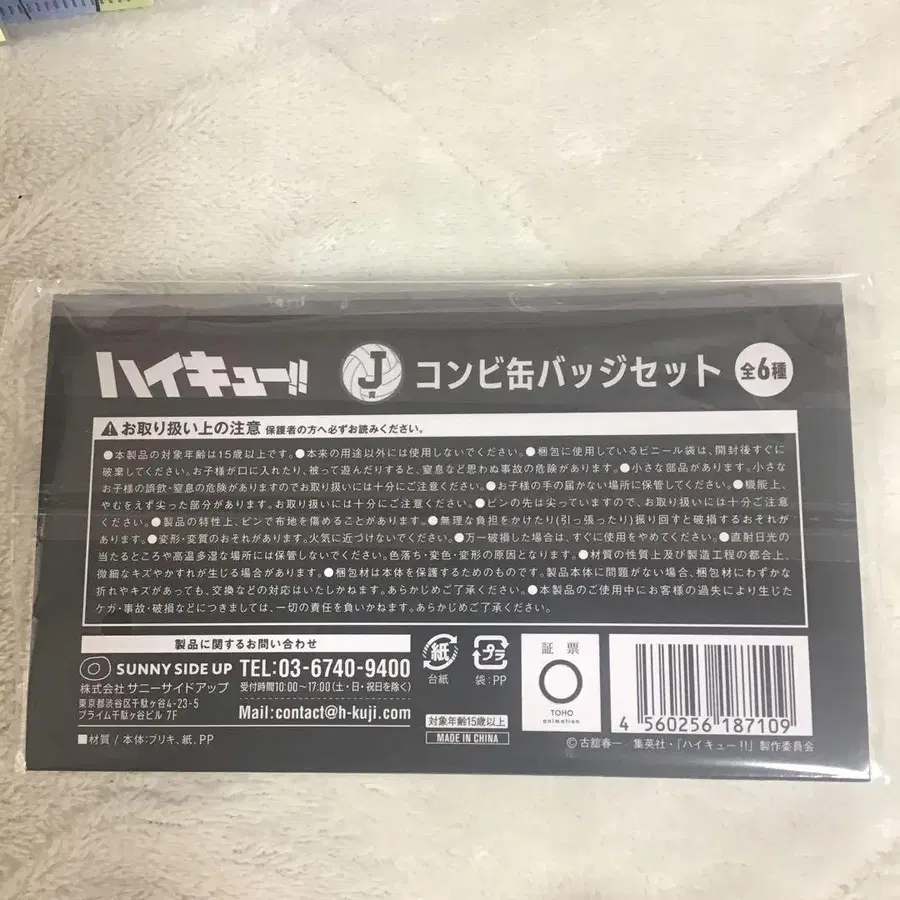 ハイキュー!! J賞 コンビ缶バッジセット 全6種
⚠お取り扱い上の注意 保護者の方へ必ずお読みください。
●本製品の対象年齢は15歳以上です。●本来の用途以外には使用しないでください。●梱包に使用しているビニール袋は、開封後すぐに
破棄してください。お子様が口に入れたり、被って遊んだりすると、窒息など思わぬ事故の危険があります。●小さな部品があります。小さな
お子様の誤飲・窒息の危険がありますのでお取り扱いには十分にご注意ください。●お子様の手の届かない場所に保管してください。●機能上、
やむをえず尖った部分があります。お取り扱いには十分にご注意ください。●ピンの先は尖っていますので、お取り扱いには十分ご注意
ください。●製品の特性上、ピンで布地を傷めることがあります。●無理な負担をかけたり(引っ張ったり)振り回すと破損するおそれが
あります。●変形・変質のおそれがあります。火気に近づけないでください。●万一破損した場合は、すぐに使用をやめてください。●直射日光の
当たるところや高温多湿な場所には保管しないでください。色落ち・変色・変形の原因となります。●材質の性質上及び製造工程の都合上、
微細なキズやかすれが生じる場合があります。●梱包材は本体を保護するためのものです。製品本体に問題がない場合、梱包材にわずかな
折れやキズがあっても、交換などの対応はいたしかねます。あらかじめご了承ください。●本製品のご使用中にお客様の過失により生じた
ケガ・事故・破損などにつきましては、一切の責任を負いかねます。あらかじめご了承ください。
製品に関するお問い合わせ
SUNNY SIDE UP
株式会社 サニーサイドアップ
東京都渋谷区千駄ヶ谷4-23-5
プライム千駄ヶ谷ビル 7F
TEL:03-6740-9400
受付時間10:00〜17:00(土・日・祝日を除く)
Mail:contact@h-kuji.com
■材質 / 本体:ブリキ、紙、PP
紙
台紙
プラ
袋:PP
対象年齢15歳以上
MADE IN CHINA
証票
TOHO
animation
4 560256 187109
©古舘春一/集英社・「ハイキュー!!」製作委員会